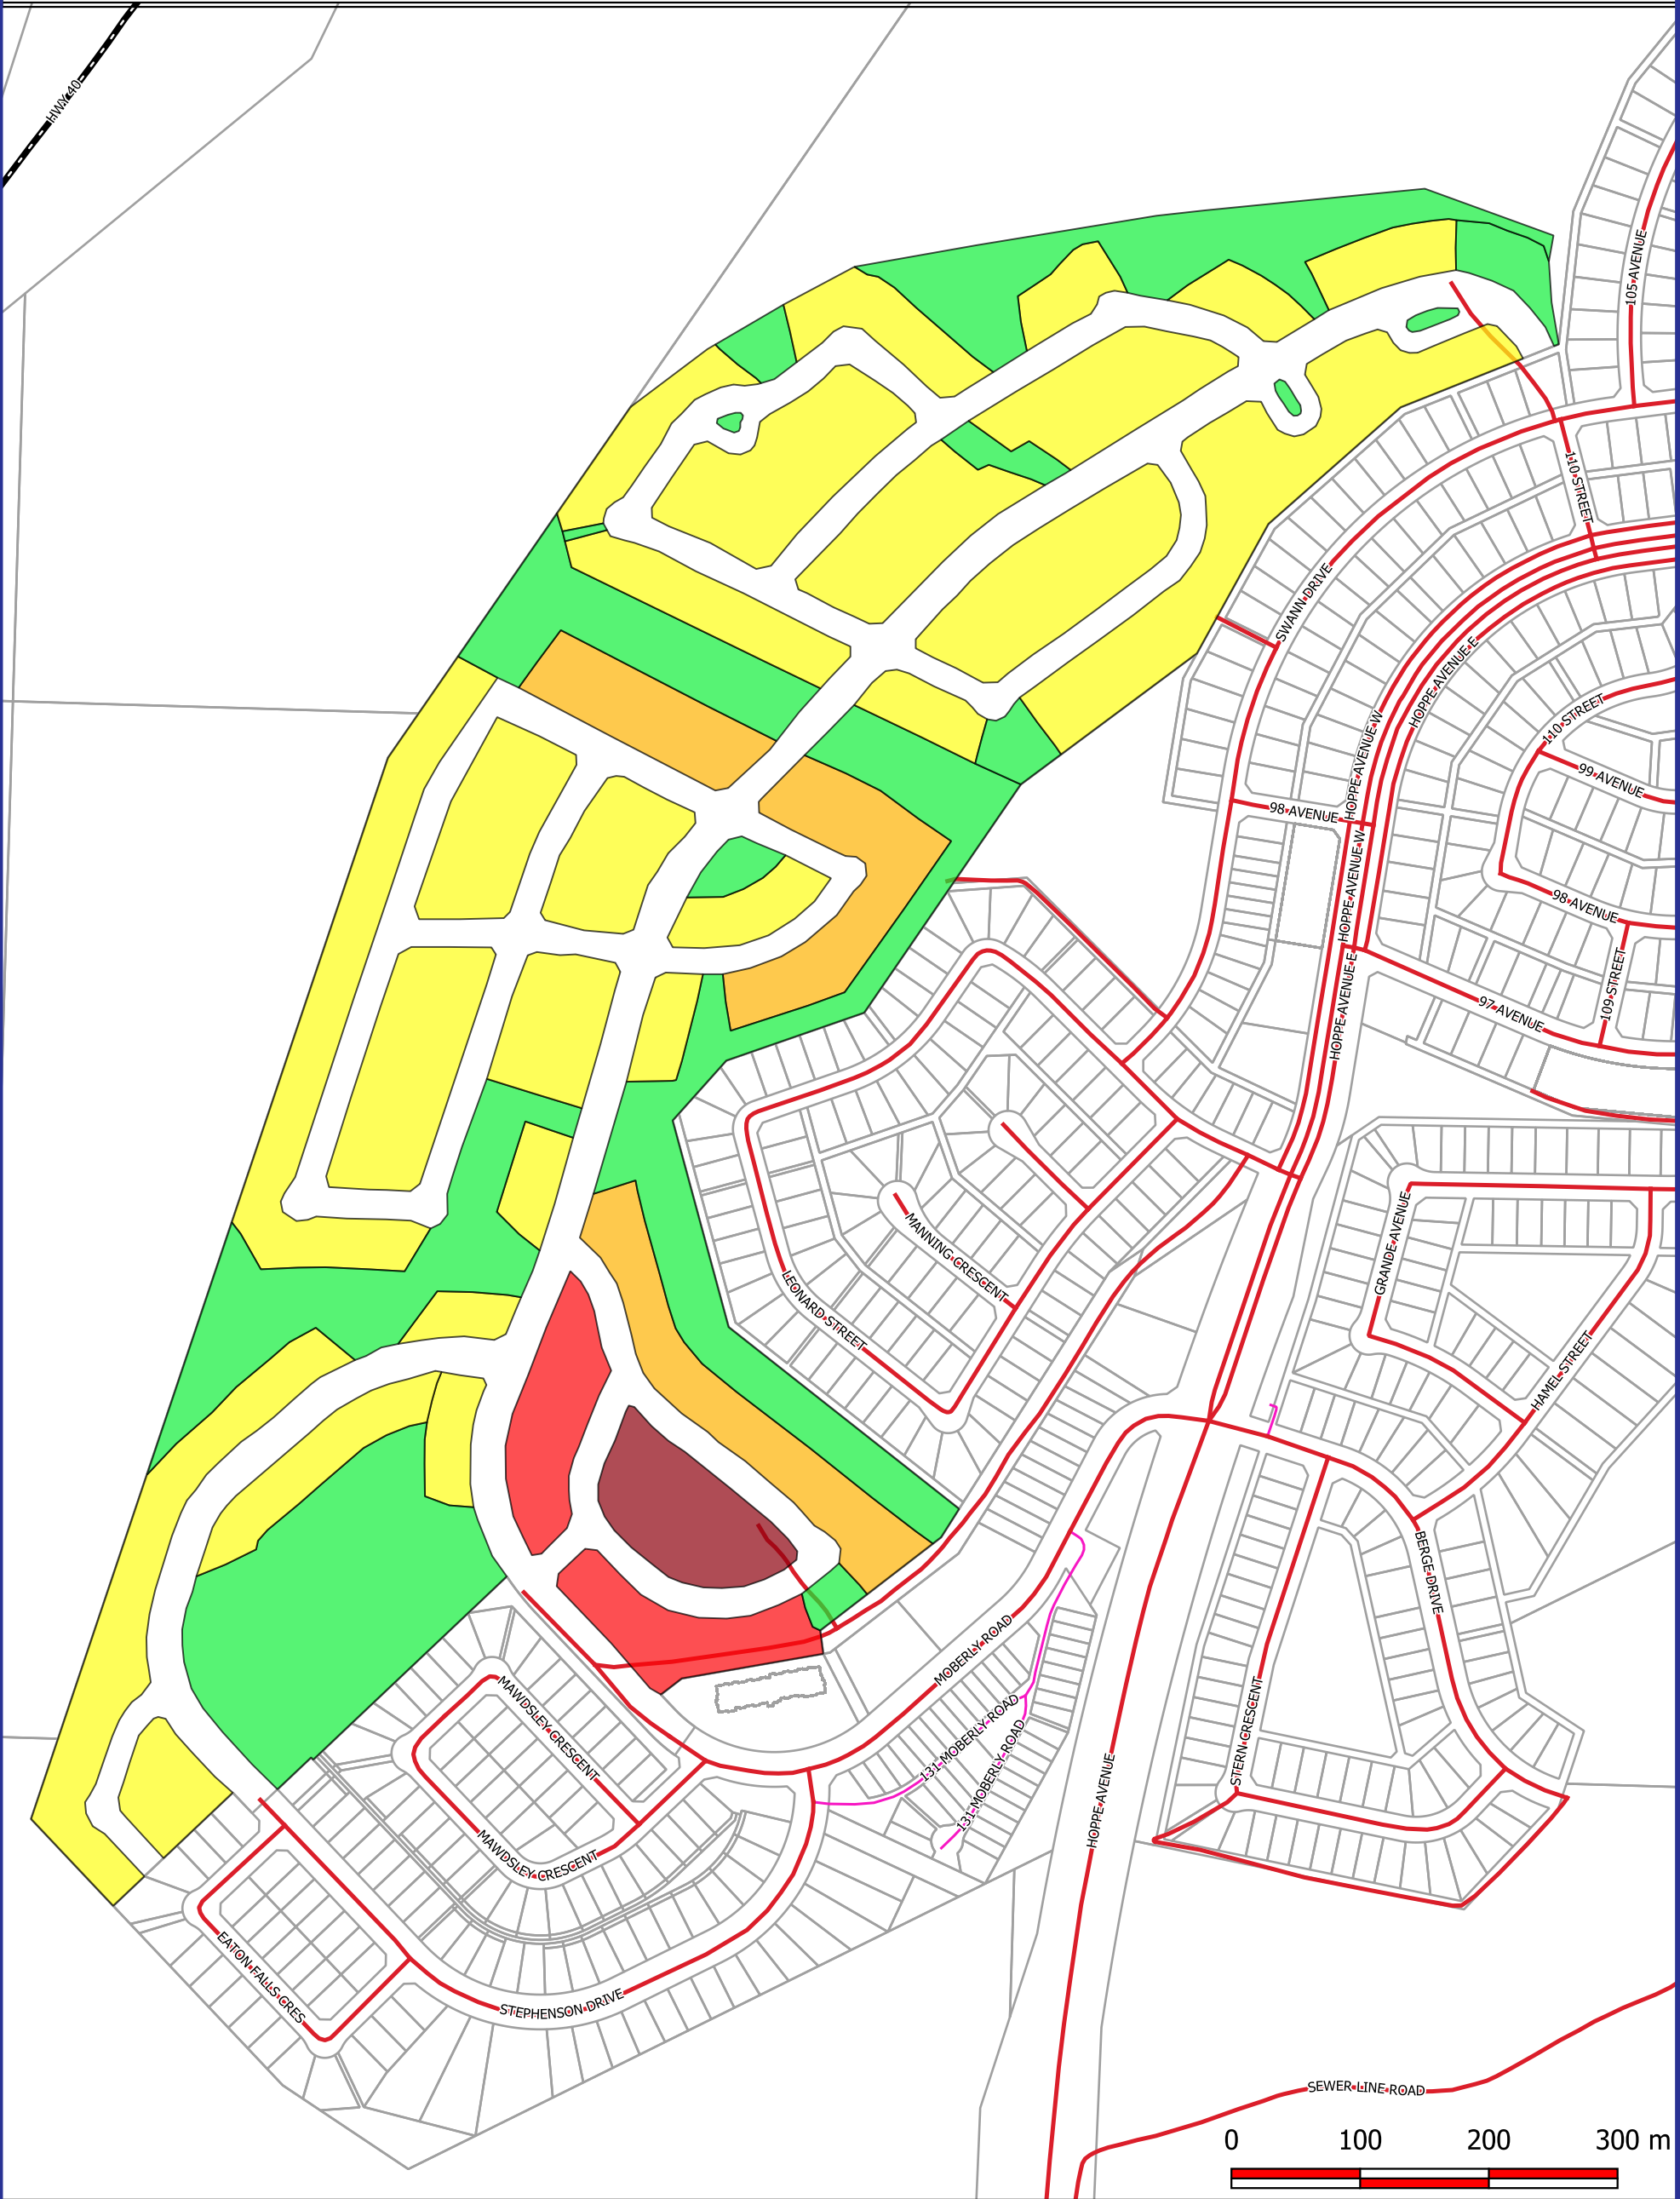 HWY 40
105 AVENUE
110 STREET
SWANN DRIVE
HOPPE AVENUE E
110 STREET
HOPPE AVENUE W
99 AVENUE
98 AVENUE
HOPPE AVENUE W
98 AVENUE
109 STREET
97 AVENUE
HOPPE AVENUE E
MANNING CRESCENT
GRANDE AVENUE
LEONARD STREET
HAMEL STREET
BERGE DRIVE
MOBERLY ROAD
MAWDSLEY CRESCENT
131 MOBERLY ROAD
131 MOBERLY ROAD
STERN CRESCENT
HOPPE AVENUE
MAWDSLEY CRESCENT
EATON FALLS CRES
STEPHENSON DRIVE
SEWER LINE ROAD
0 100 200 300 m